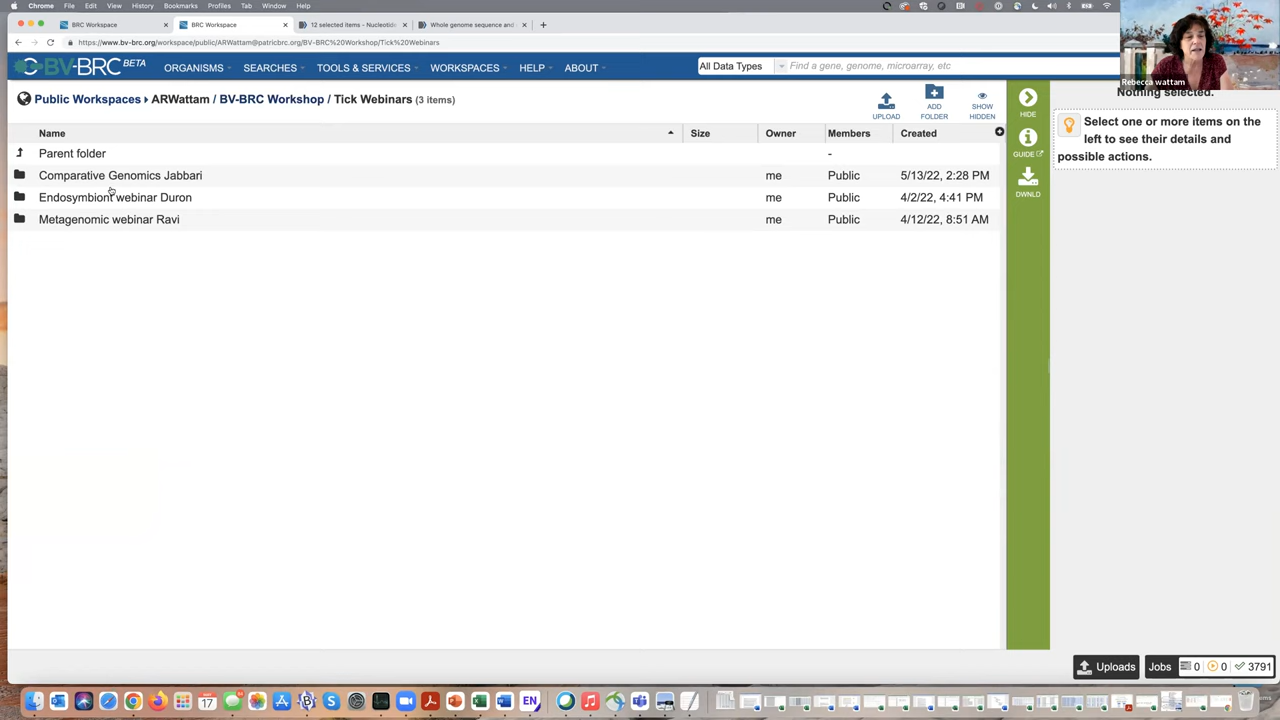 Chrome File Edit View History Bookmarks Profiles Tab Window Help
BV-BRC Workspace × BRC Workspace × 12 selected items - Nucleotide × Whole genome sequence and ×
https://www.bv-brc.org/workspace/public/ARWattam@patricbrc.org/BV-BRC%20Workshop/Tick%20Webinars
BV-BRC BETA ORGANISMS SEARCHES TOOLS & SERVICES WORKSPACES HELP ABOUT All Data Types Find a gene, genome, microarray, etc
Rebecca wattam
Public Workspaces ARWattam / BV-BRC Workshop / Tick Webinars (3 items)
UPLOAD
ADD
FOLDER
SHOW
HIDDEN
HIDE
GUIDE
DWNLD
Nothing selected.
Select one or more items on the
left to see their details and
possible actions.
Name Size Owner Members Created
Parent folder -
Comparative Genomics Jabbari me Public 5/13/22, 2:28 PM
Endosymbiont webinar Duron me Public 4/2/22, 4:41 PM
Metagenomic webinar Ravi me Public 4/12/22, 8:51 AM
Uploads Jobs 0 0 3791
17
EN